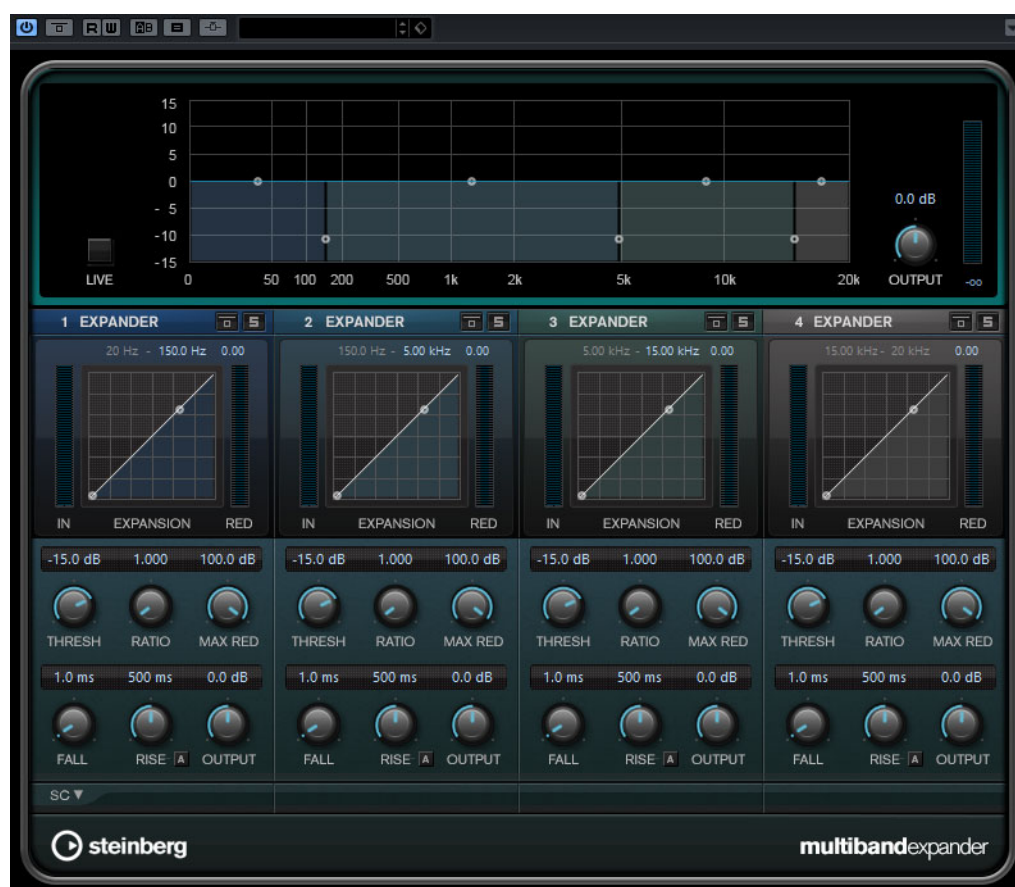 R W AB
15
10
5
0
- 5
- 10
-15
0 50 100 200 500 1k 2k 5k 10k 20k
LIVE
0.0 dB
OUTPUT
-oo
1 EXPANDER S 2 EXPANDER S 3 EXPANDER S 4 EXPANDER S
20 Hz - 150.0 Hz 0.00 150.0 Hz - 5.00 kHz 0.00 5.00 kHz - 15.00 kHz 0.00 15.00 kHz - 20 kHz 0.00
IN EXPANSION RED IN EXPANSION RED IN EXPANSION RED IN EXPANSION RED
-15.0 dB 1.000 100.0 dB -15.0 dB 1.000 100.0 dB -15.0 dB 1.000 100.0 dB -15.0 dB 1.000 100.0 dB
THRESH RATIO MAX RED THRESH RATIO MAX RED THRESH RATIO MAX RED THRESH RATIO MAX RED
1.0 ms 500 ms 0.0 dB 1.0 ms 500 ms 0.0 dB 1.0 ms 500 ms 0.0 dB 1.0 ms 500 ms 0.0 dB
FALL RISE A OUTPUT FALL RISE A OUTPUT FALL RISE A OUTPUT FALL RISE A OUTPUT
SC ▼
steinberg multibandexpander